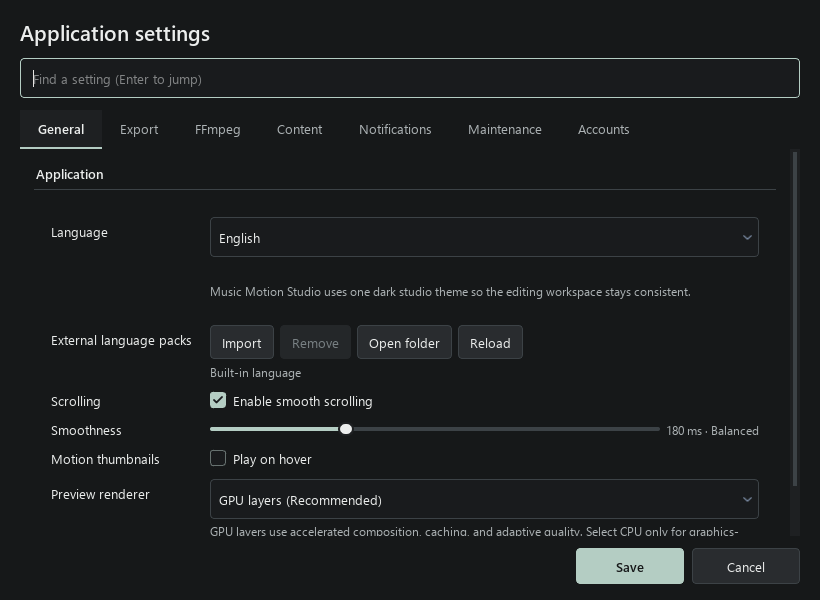 Application settings
Find a setting (Enter to jump)
General Export FFmpeg Content Notifications Maintenance Accounts
Application
Language English
Music Motion Studio uses one dark studio theme so the editing workspace stays consistent.
External language packs Import Remove Open folder Reload
Built-in language
Scrolling Enable smooth scrolling
Smoothness 180 ms · Balanced
Motion thumbnails Play on hover
Preview renderer GPU layers (Recommended)
GPU layers use accelerated composition, caching, and adaptive quality. Select CPU only for graphics-
Save Cancel